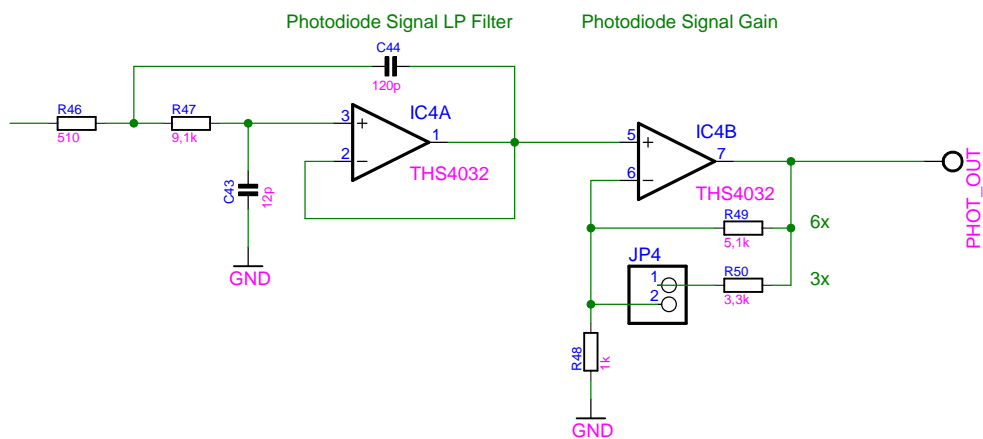 Photodiode Signal LP Filter
Photodiode Signal Gain
C44
120p
R46
510
R47
9,1k
3
2
1
IC4A
THS4032
C43
12p
GND
5
6
7
IC4B
THS4032
PHOT_OUT
R49
5,1k
6x
JP4
1
2
R50
3,3k
3x
R48
1k
GND